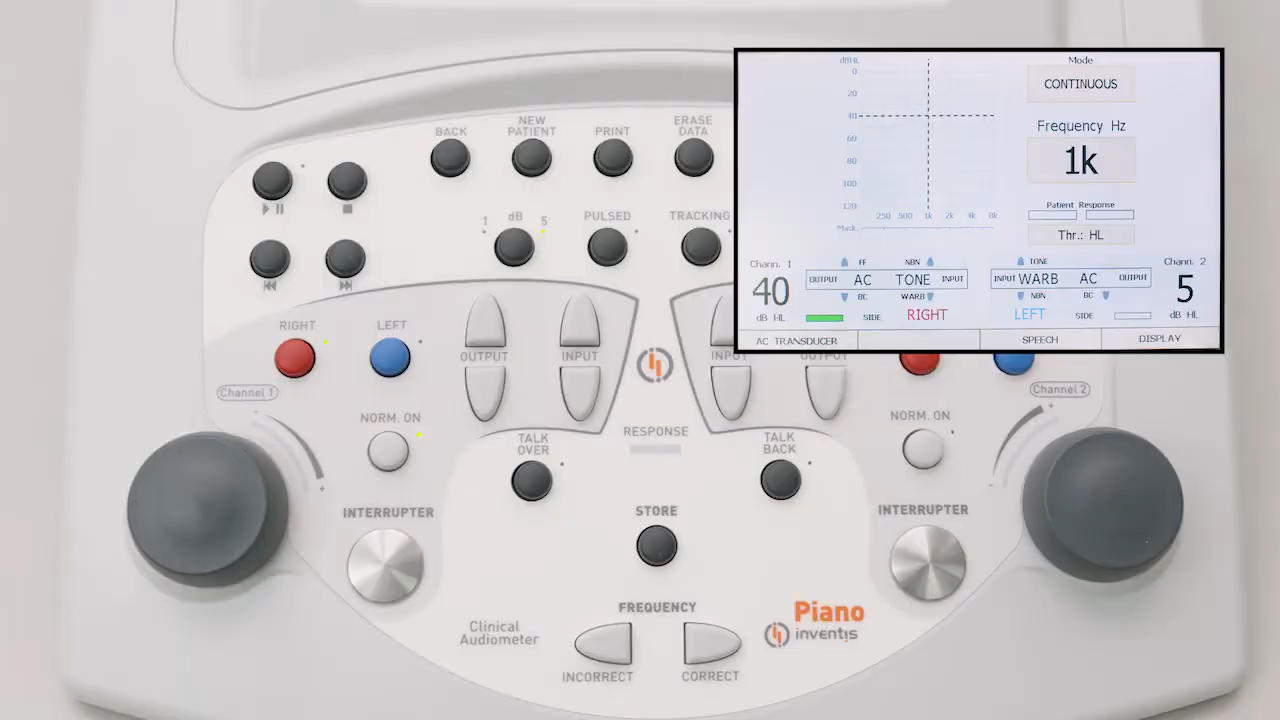 BACK
NEW
PATIENT
PRINT
ERASE
DATA
1 dB 5
PULSED
TRACKING
RIGHT
LEFT
OUTPUT
INPUT
INPUT
OUTPUT
Channel 1
Channel 2
NORM. ON
NORM. ON
RESPONSE
TALK
OVER
TALK
BACK
INTERRUPTER
STORE
INTERRUPTER
FREQUENCY
INCORRECT
CORRECT
Clinical
Audiometer
Piano
inventis
dBHL
0
20
40
60
80
100
120
Mask.
250 500 1k 2k 4k 8k
Mode
CONTINUOUS
Frequency Hz
1k
Patient Response
Thr.: HL
Chann. 1
40
dB HL
FF NBN
OUTPUT AC TONE INPUT
BC WARB
SIDE RIGHT
TONE
INPUT WARB AC OUTPUT
NBN BC
LEFT SIDE
Chann. 2
5
dB HL
AC TRANSDUCER
SPEECH
DISPLAY